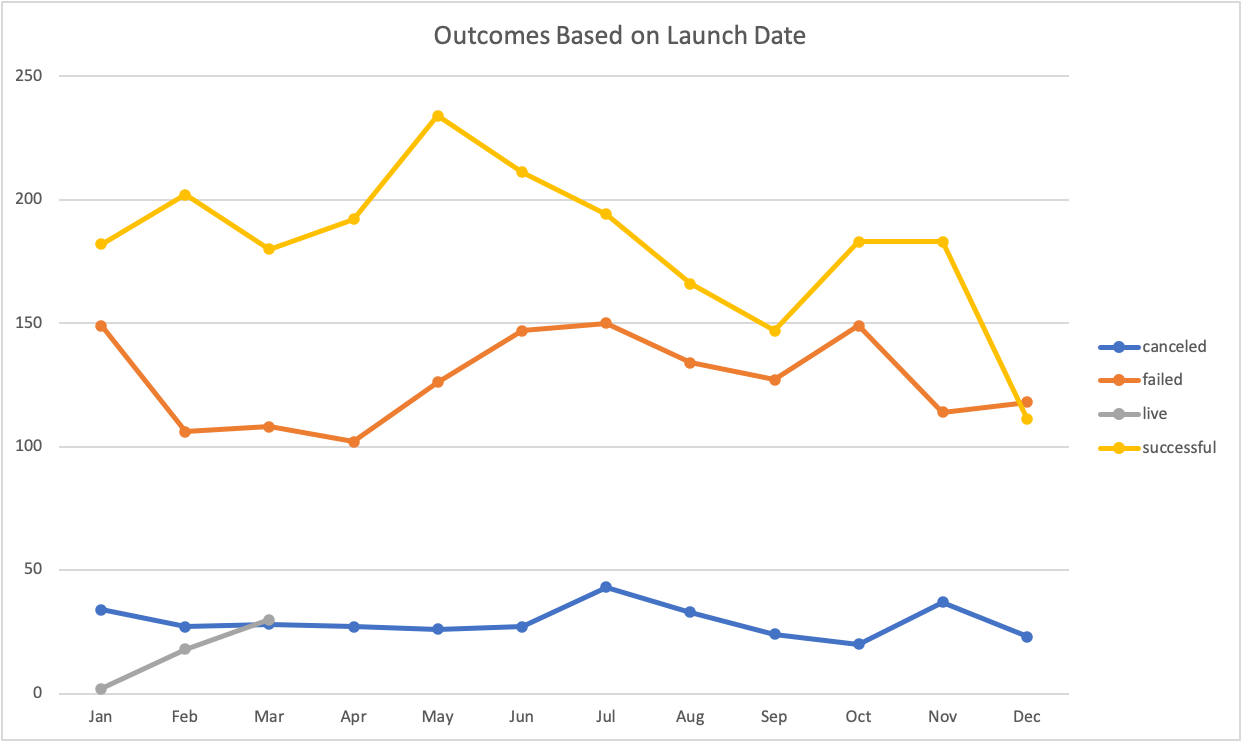 Outcomes Based on Launch Date
250
200
150
100
50
0
Jan Feb Mar Apr May Jun Jul Aug Sep Oct Nov Dec
canceled
failed
live
successful